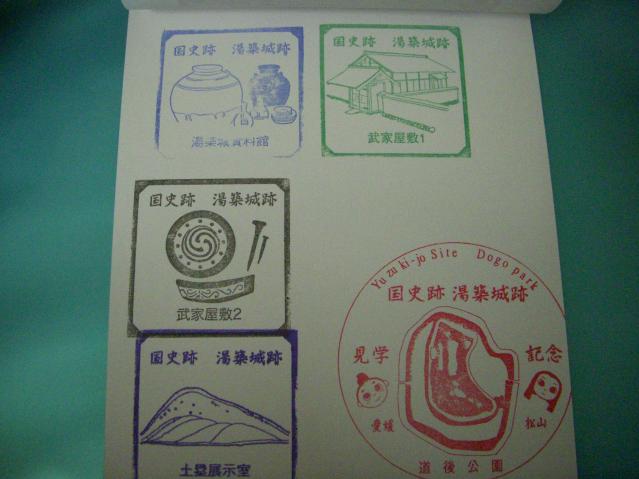 国史跡 湯築城跡
湯築城資料館
国史跡 湯築城跡
武家屋敷1
国史跡 湯築城跡
武家屋敷2
国史跡 湯築城跡
土塁展示室
Yuzuki-jo Site Dogo park
国史跡 湯築城跡
見学 記念
愛媛 松山
道後公園